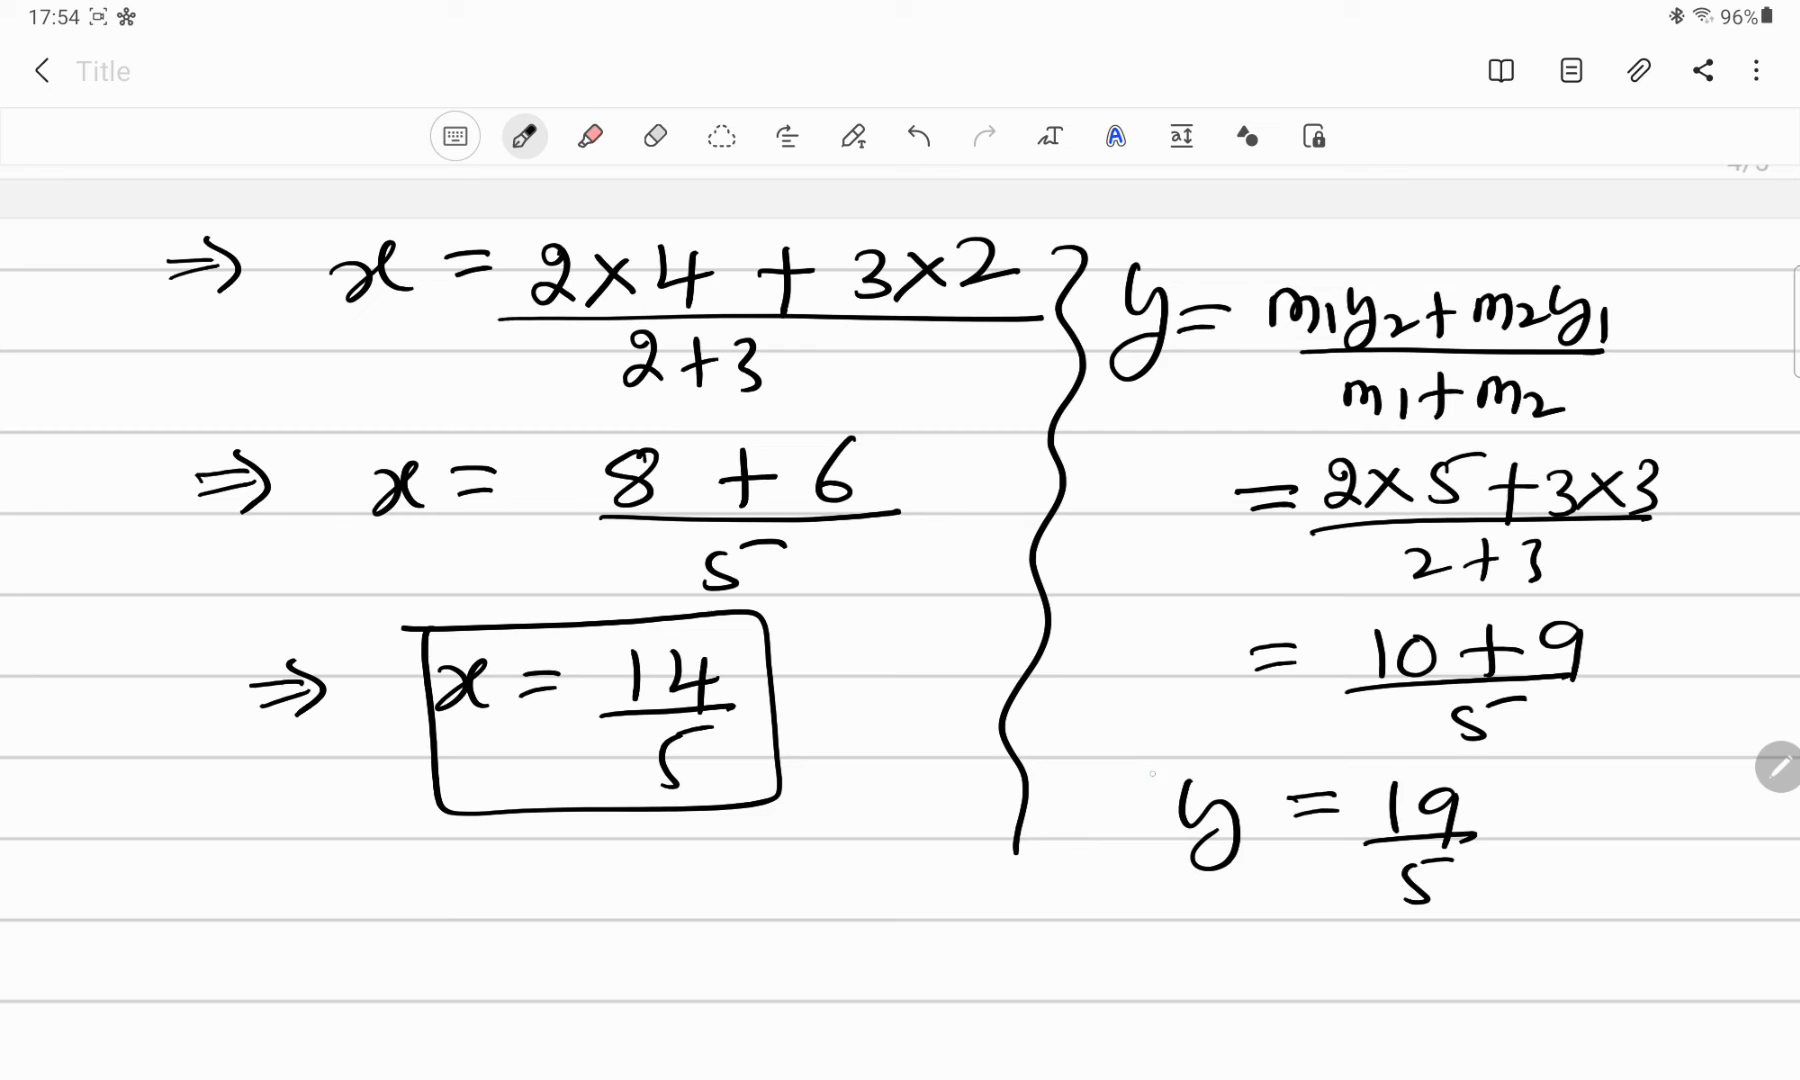 17:54
96%
Title
⇒ x = 2×4 + 3×2
2+3
⇒ x = 8 + 6
5
⇒ x = 14
5
y = m1y2+m2y1
m1+m2
= 2×5+3×3
2+3
= 10+9
5
y = 19
5